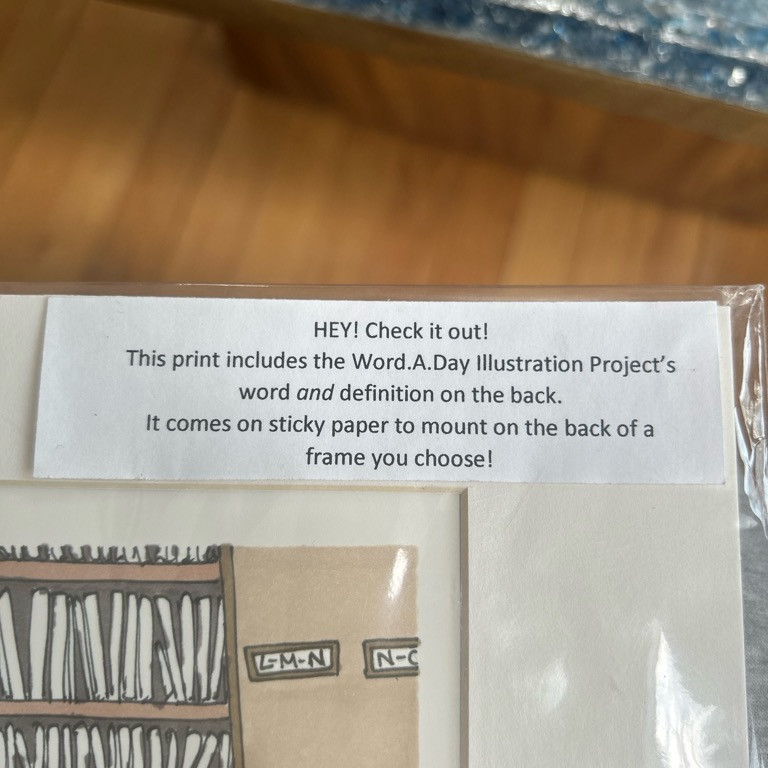 HEY! Check it out!
This print includes the Word.A.Day Illustration Project's
word and definition on the back.
It comes on sticky paper to mount on the back of a
frame you choose!
L-M-N
N-